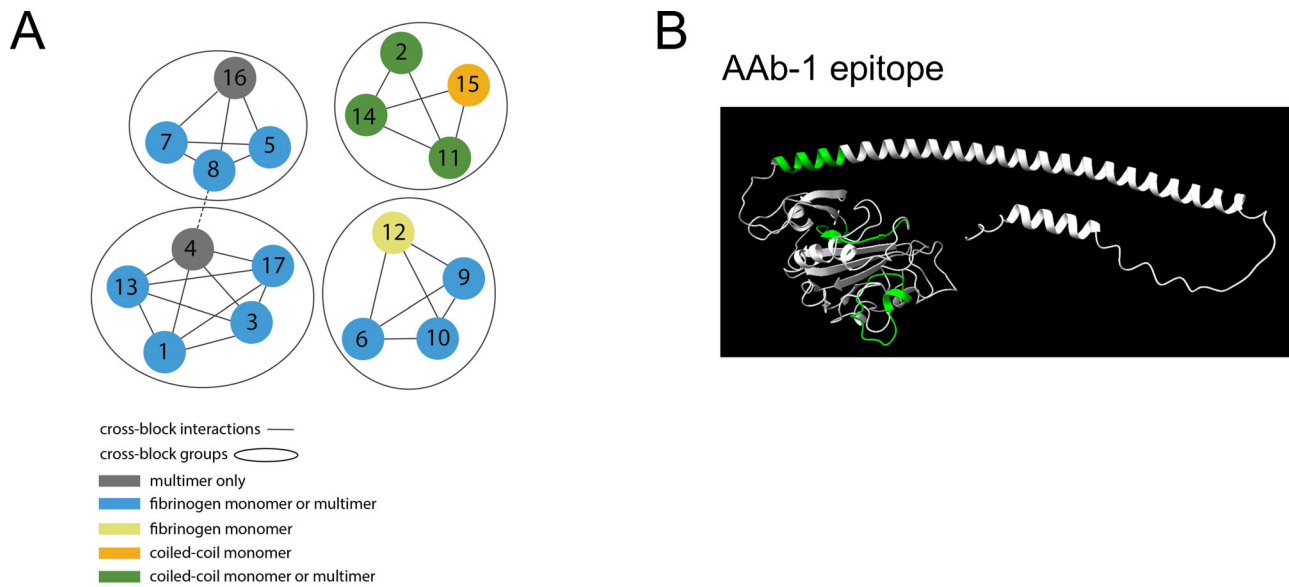 A
B
AAb-1 epitope
16
7
5
8
2
15
14
11
4
13
17
3
1
12
9
6
10
cross-block interactions
cross-block groups
multimer only
fibrinogen monomer or multimer
fibrinogen monomer
coiled-coil monomer
coiled-coil monomer or multimer